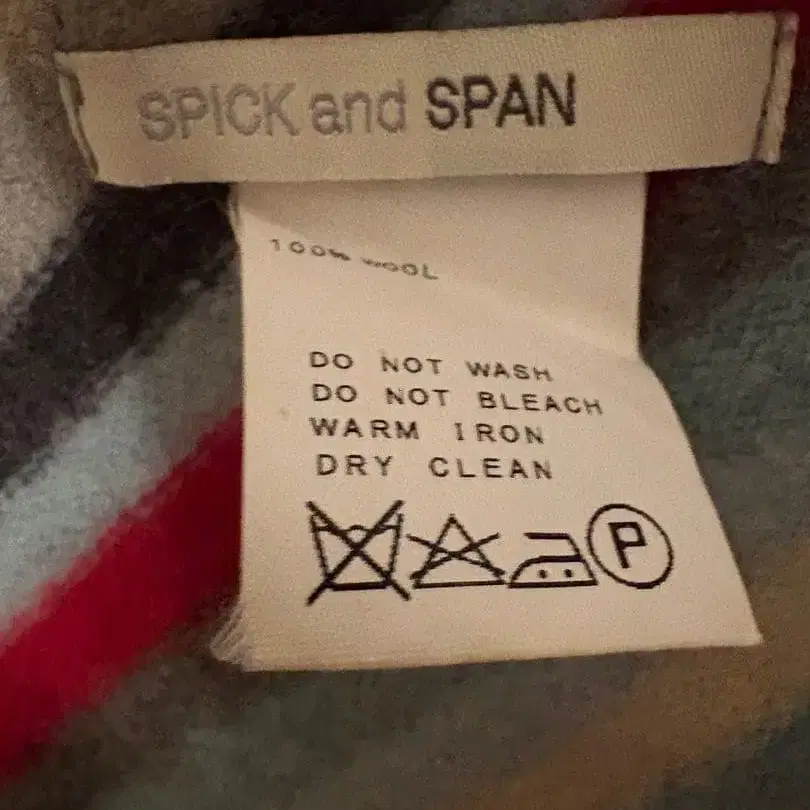 SPICK and SPAN
100% WOOL
DO NOT WASH
DO NOT BLEACH
WARM IRON
DRY CLEAN
P